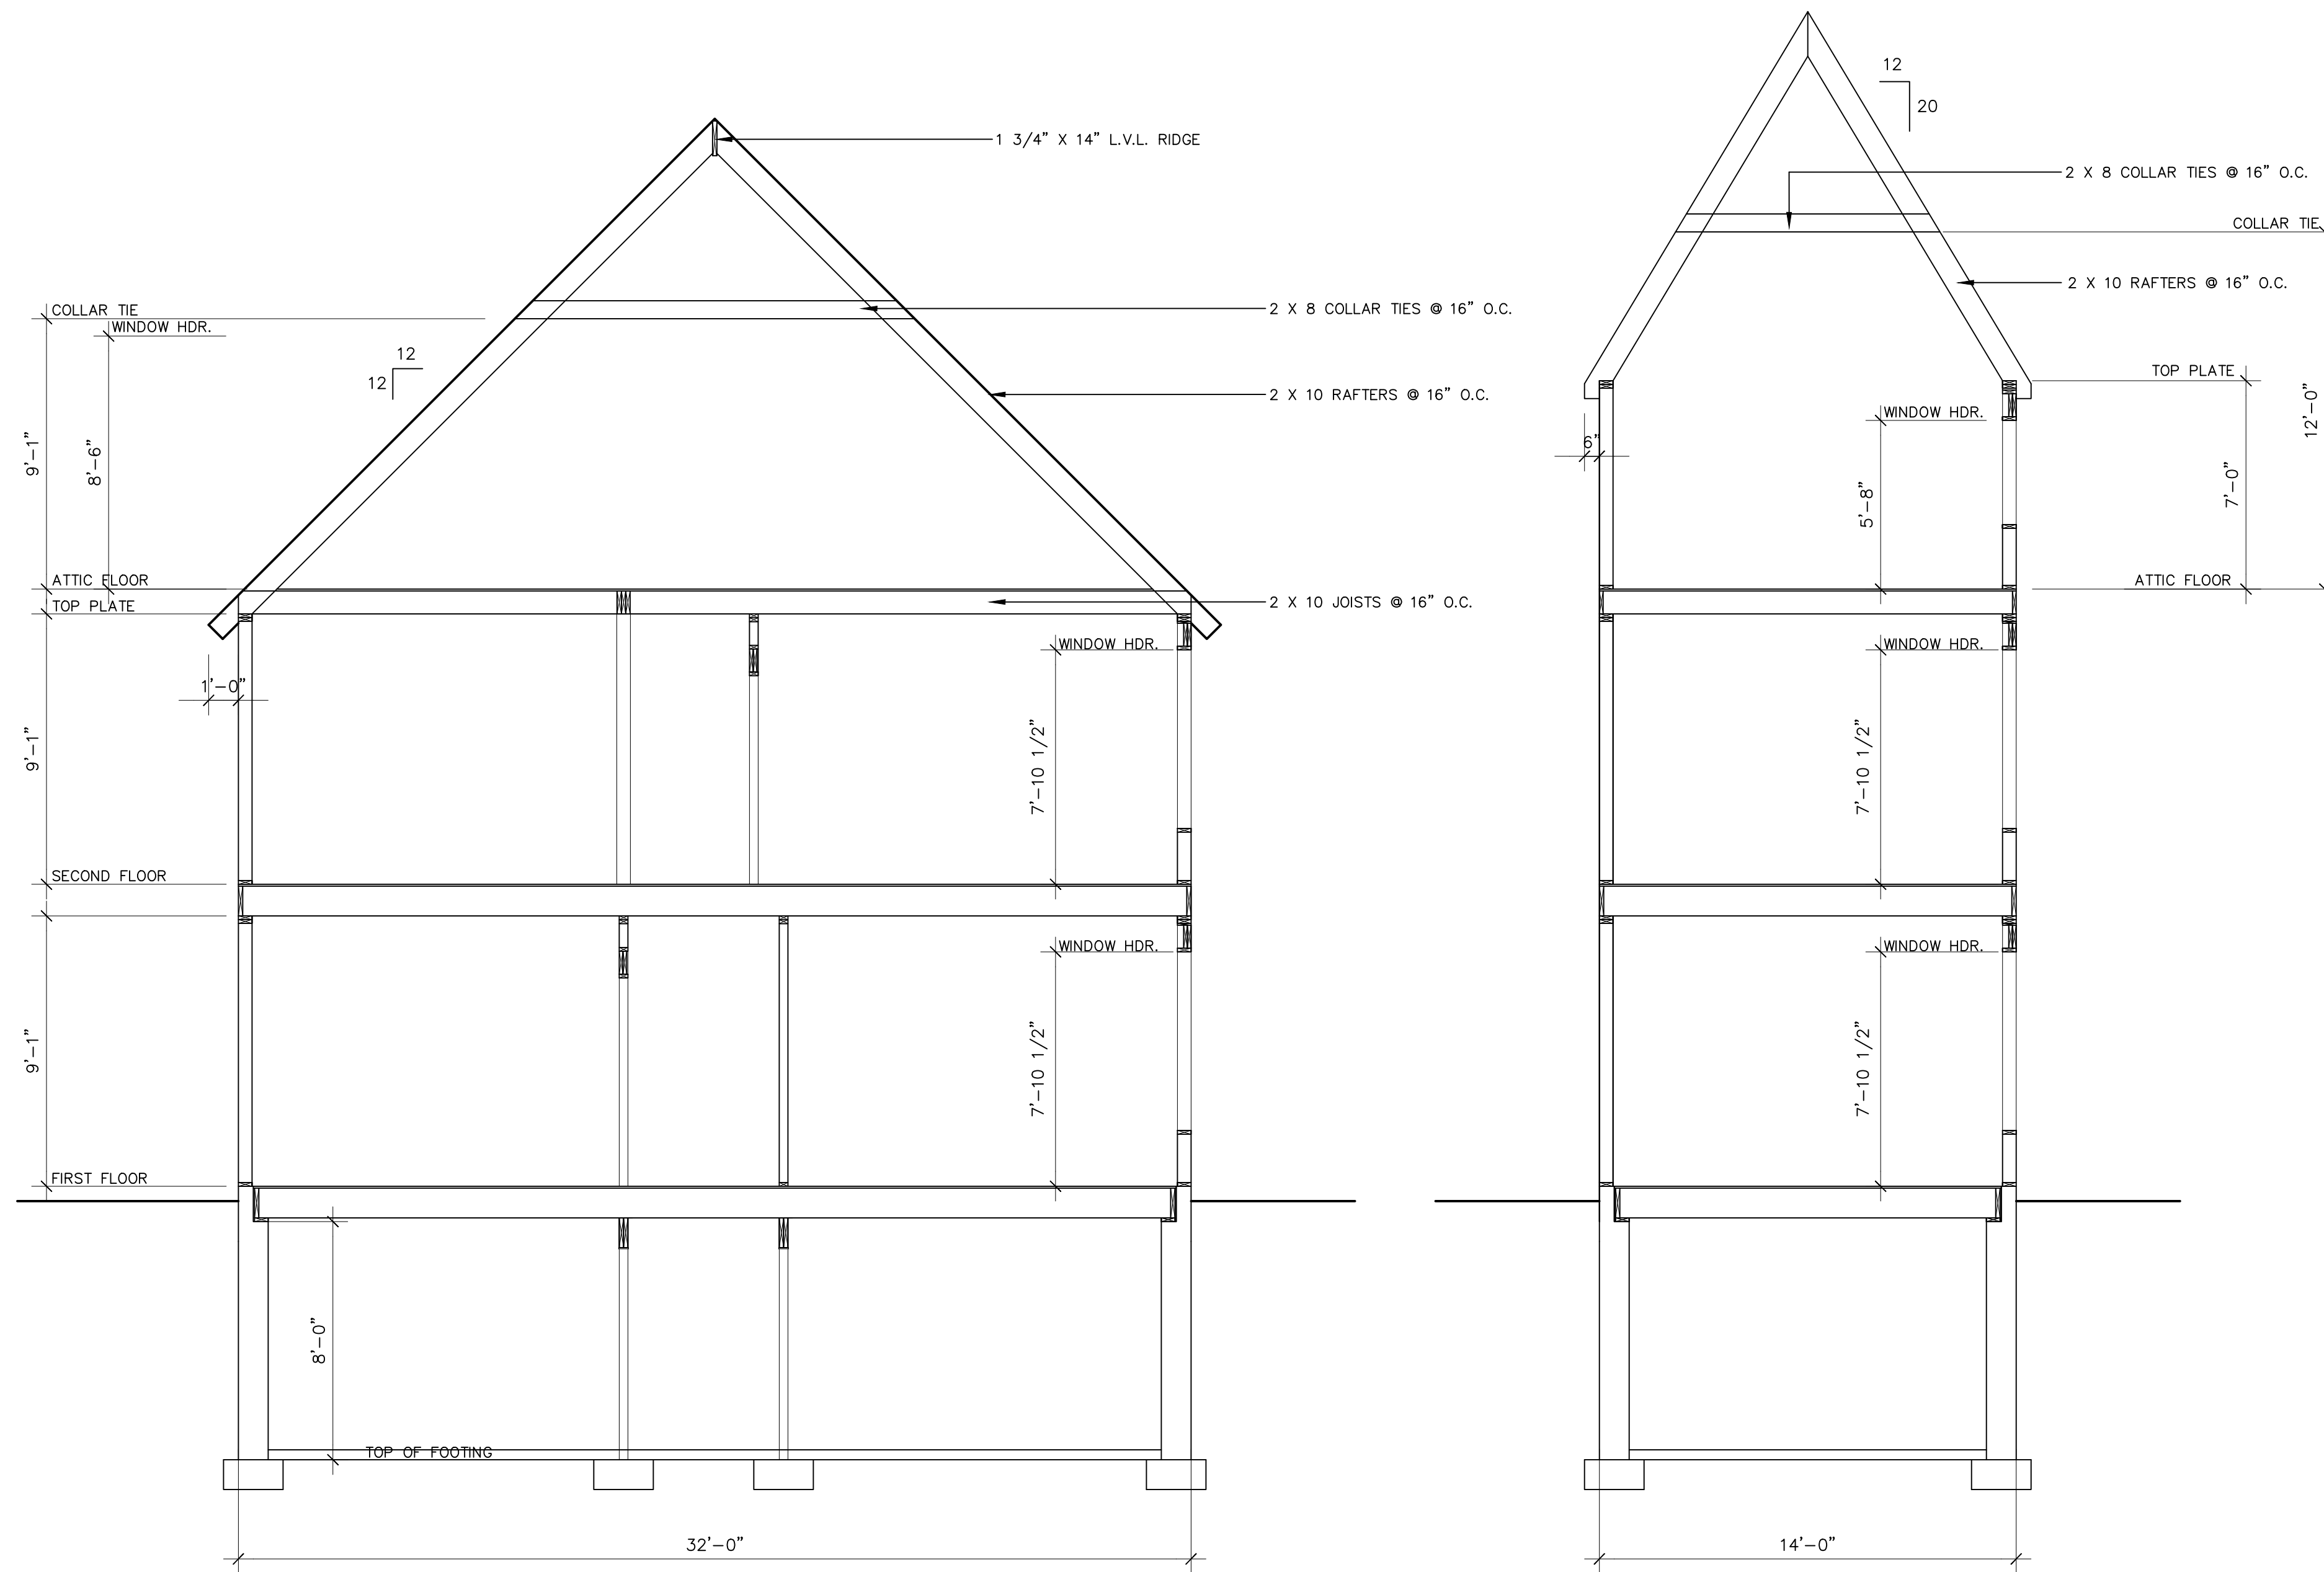 12
20
1 3/4” X 14” L.V.L. RIDGE
2 X 8 COLLAR TIES @ 16” O.C.
COLLAR TIE
2 X 10 RAFTERS @ 16” O.C.
COLLAR TIE
WINDOW HDR.
2 X 8 COLLAR TIES @ 16” O.C.
12
12
2 X 10 RAFTERS @ 16” O.C.
TOP PLATE
WINDOW HDR.
12’-0”
9’-1”
8’-6”
6”
5’-8”
7’-0”
ATTIC FLOOR
ATTIC FLOOR
TOP PLATE
2 X 10 JOISTS @ 16” O.C.
WINDOW HDR.
WINDOW HDR.
1’-0”
9’-1”
7’-10 1/2”
7’-10 1/2”
SECOND FLOOR
WINDOW HDR.
WINDOW HDR.
9’-1”
7’-10 1/2”
7’-10 1/2”
FIRST FLOOR
8’-0”
TOP OF FOOTING
32’-0”
14’-0”